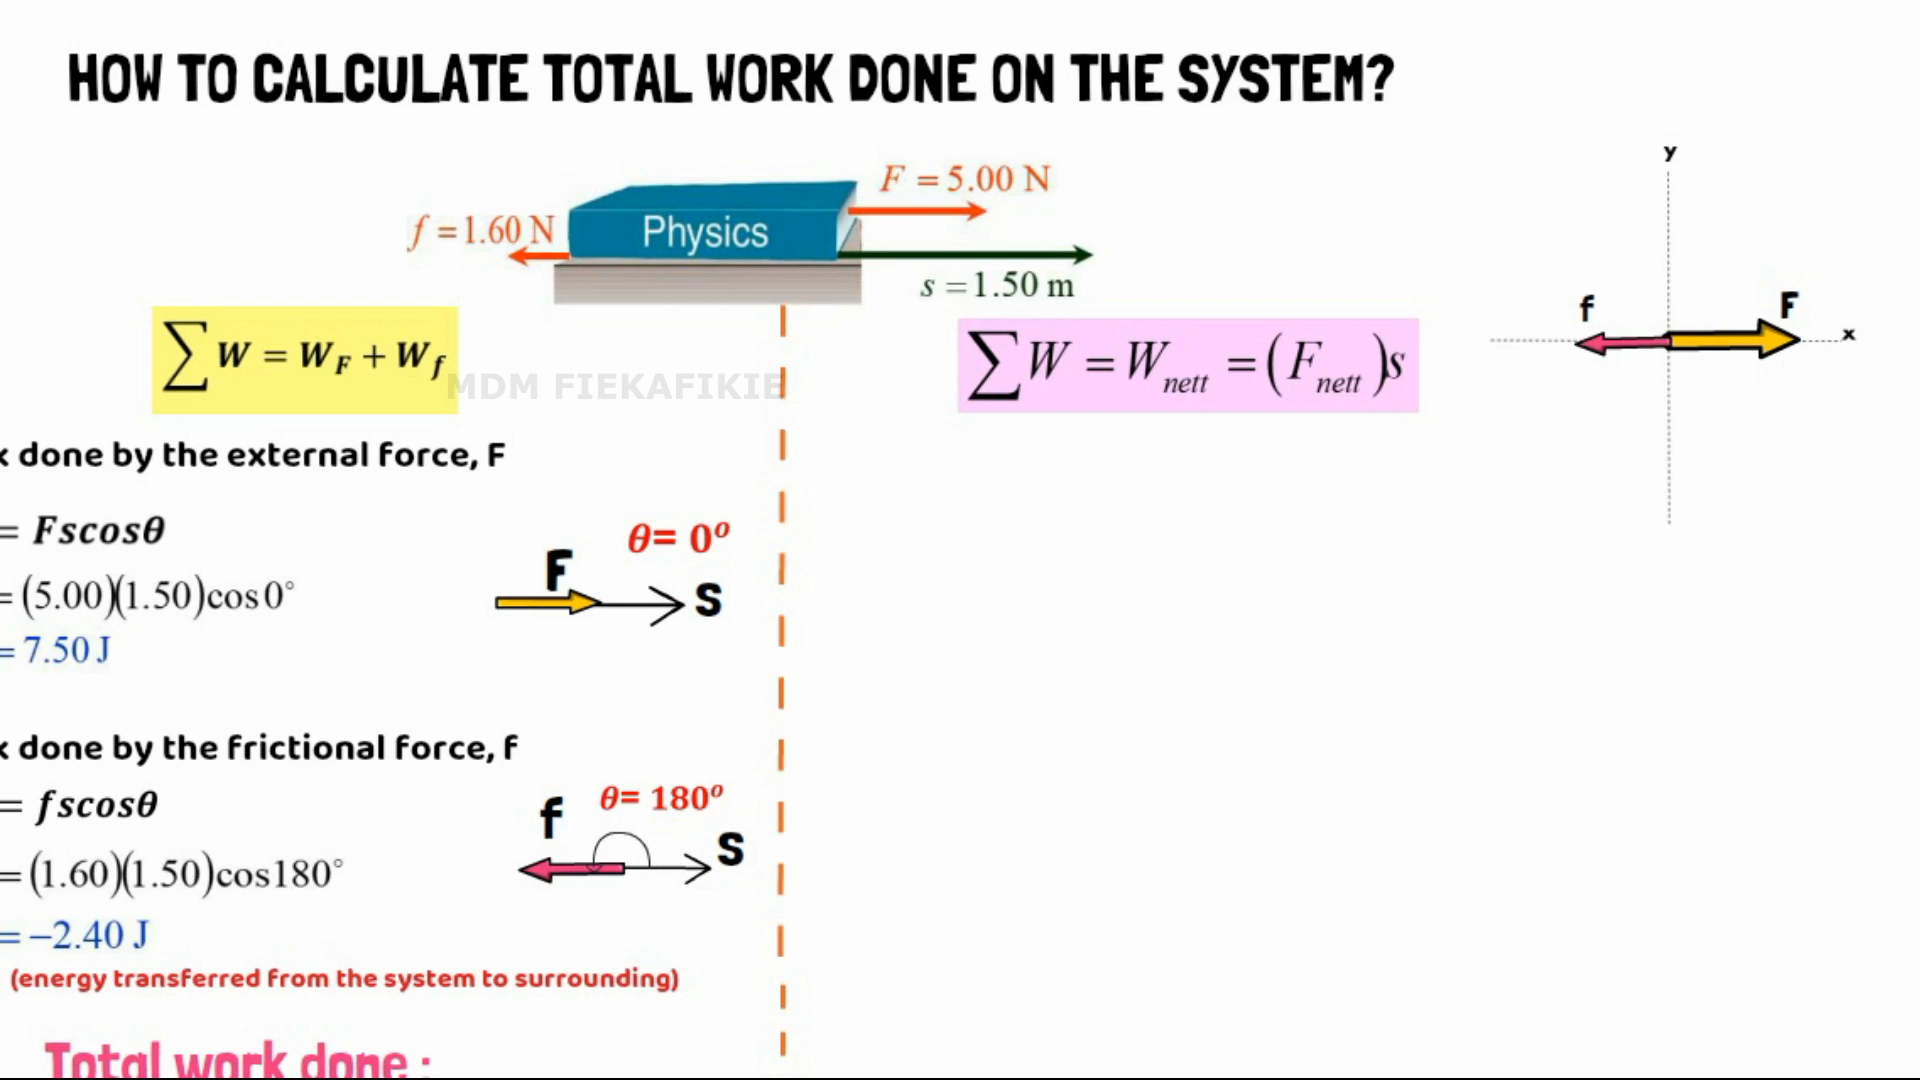 HOW TO CALCULATE TOTAL WORK DONE ON THE SYSTEM?
y
F = 5.00 N
f = 1.60 N
Physics
s = 1.50 m
f
F
x
∑ W = W_F + W_f
∑ W = W_nett = (F_nett)s
MDM FIEKAFIKIE
done by the external force, F
= Fscosθ
θ= 0°
F
= (5.00)(1.50)cos0°
S
= 7.50 J
done by the frictional force, f
= fscosθ
θ= 180°
f
S
= (1.60)(1.50)cos180°
= −2.40 J
(energy transferred from the system to surrounding)
Total work done :